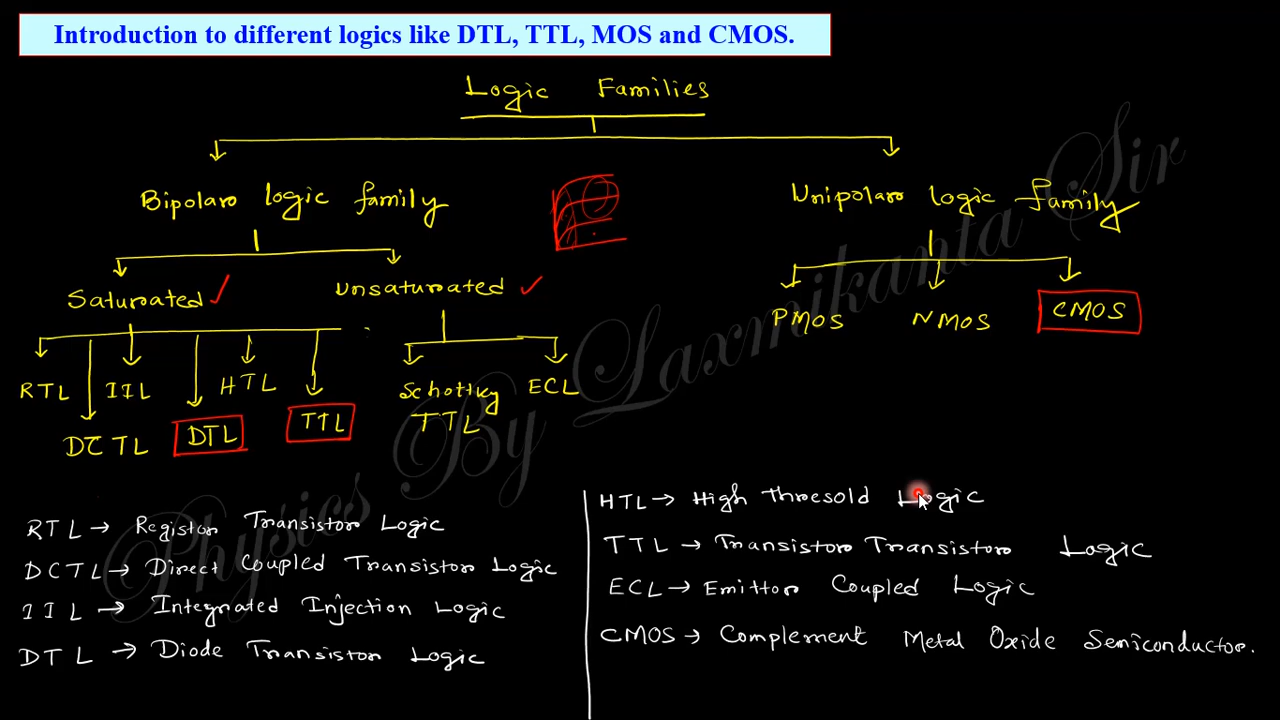 Introduction to different logics like DTL, TTL, MOS and CMOS.
Logic Families
Bipolar logic family
Unipolar logic family
Saturated
Unsaturated
PMOS NMOS CMOS
RTL IIL HTL
Schottky TTL
ECL
DCTL DTL TTL
RTL → Registor Transistor Logic
DCTL → Direct Coupled Transistor Logic
IIL → Integrated Injection Logic
DTL → Diode Transistor Logic
HTL → High Thresold Logic
TTL → Transistor Transistor Logic
ECL → Emittor Coupled Logic
CMOS → Complement Metal Oxide Semiconductor.
Physics By Laxmikanta Sir